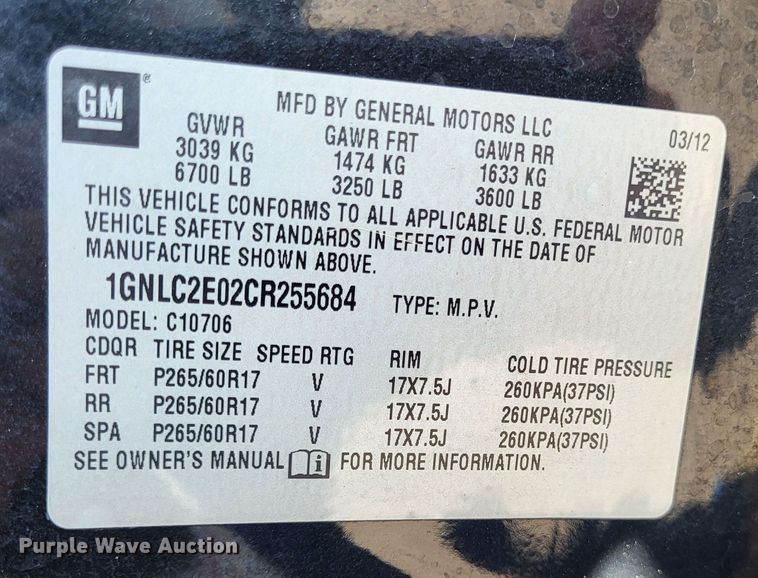 GM®
MFD BY GENERAL MOTORS LLC
03/12
GVWR GAWR FRT GAWR RR
3039 KG 1474 KG 1633 KG
6700 LB 3250 LB 3600 LB
THIS VEHICLE CONFORMS TO ALL APPLICABLE U.S. FEDERAL MOTOR
VEHICLE SAFETY STANDARDS IN EFFECT ON THE DATE OF
MANUFACTURE SHOWN ABOVE.
1GNLC2E02CR255684 TYPE: M.P.V.
MODEL: C10706
CDQR TIRE SIZE SPEED RTG RIM COLD TIRE PRESSURE
FRT P265/60R17 V 17X7.5J 260KPA(37PSI)
RR P265/60R17 V 17X7.5J 260KPA(37PSI)
SPA P265/60R17 V 17X7.5J 260KPA(37PSI)
SEE OWNER'S MANUAL i FOR MORE INFORMATION.
Purple Wave Auction